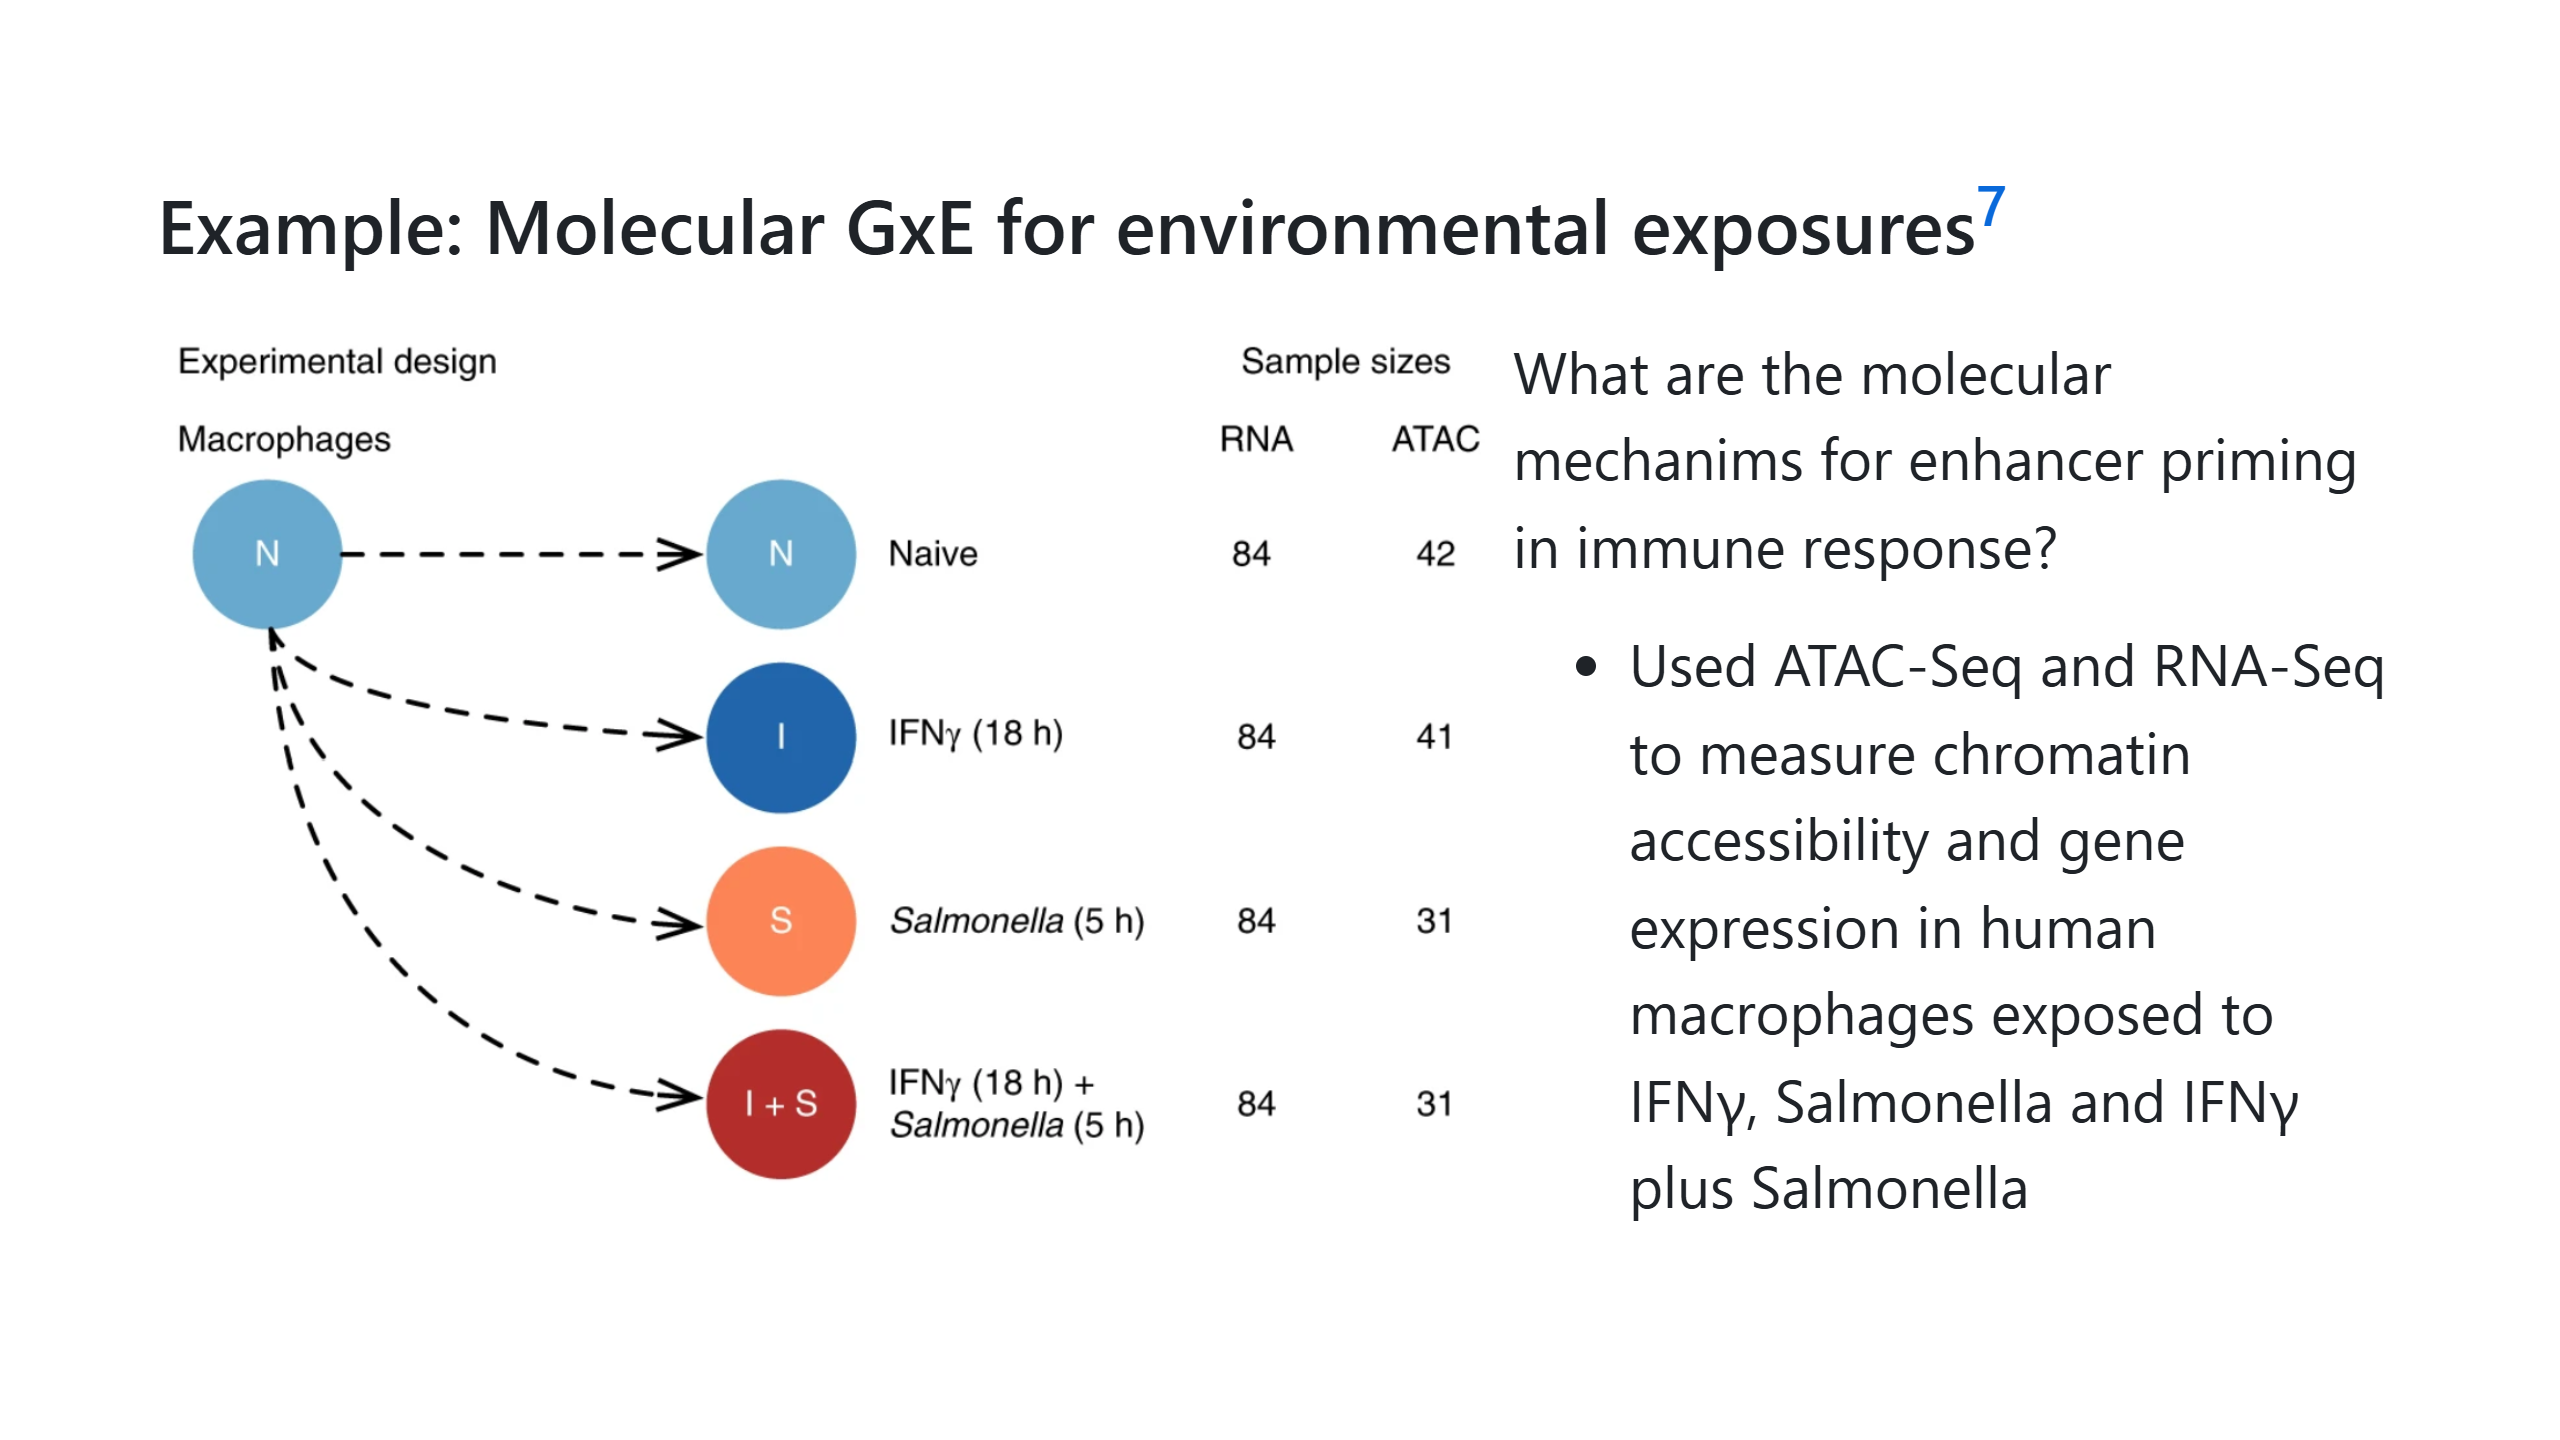 Example: Molecular GxE for environmental exposures7
Experimental design
Sample sizes
Macrophages
RNA ATAC
N N Naive 84 42
I IFNγ (18 h) 84 41
S Salmonella (5 h) 84 31
I + S IFNγ (18 h) +
Salmonella (5 h) 84 31
What are the molecular
mechanims for enhancer priming
in immune response?
• Used ATAC-Seq and RNA-Seq
to measure chromatin
accessibility and gene
expression in human
macrophages exposed to
IFNγ, Salmonella and IFNγ
plus Salmonella